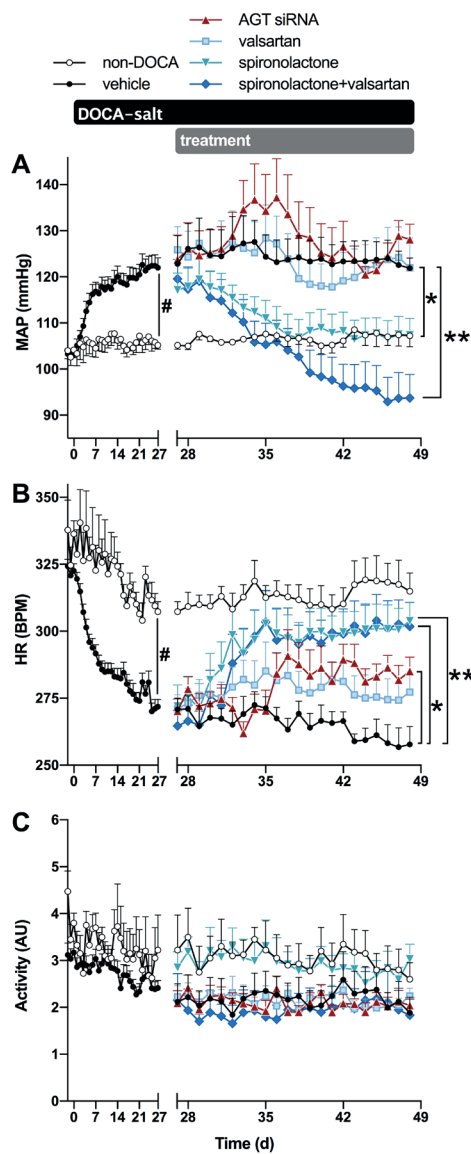 AGT siRNA
valsartan
non-DOCA spironolactone
vehicle spironolactone+valsartan
DOCA-salt
treatment
A
140
130
120
110
100
90
MAP (mmHg)
#
*
**
0 7 14 21 27 28 35 42 49
B
350
325
300
275
250
HR (BPM)
#
**
*
0 7 14 21 27 28 35 42 49
C
6
5
4
3
2
1
0
Activity (AU)
0 7 14 21 27 28 35 42 49
Time (d)